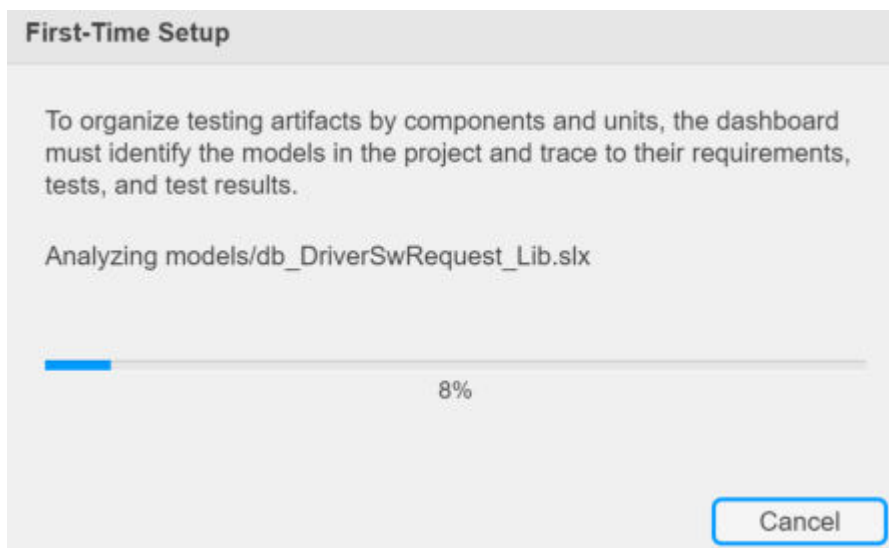 First-Time Setup
To organize testing artifacts by components and units, the dashboard
must identify the models in the project and trace to their requirements,
tests, and test results.
Analyzing models/db_DriverSwRequest_Lib.slx
8%
Cancel